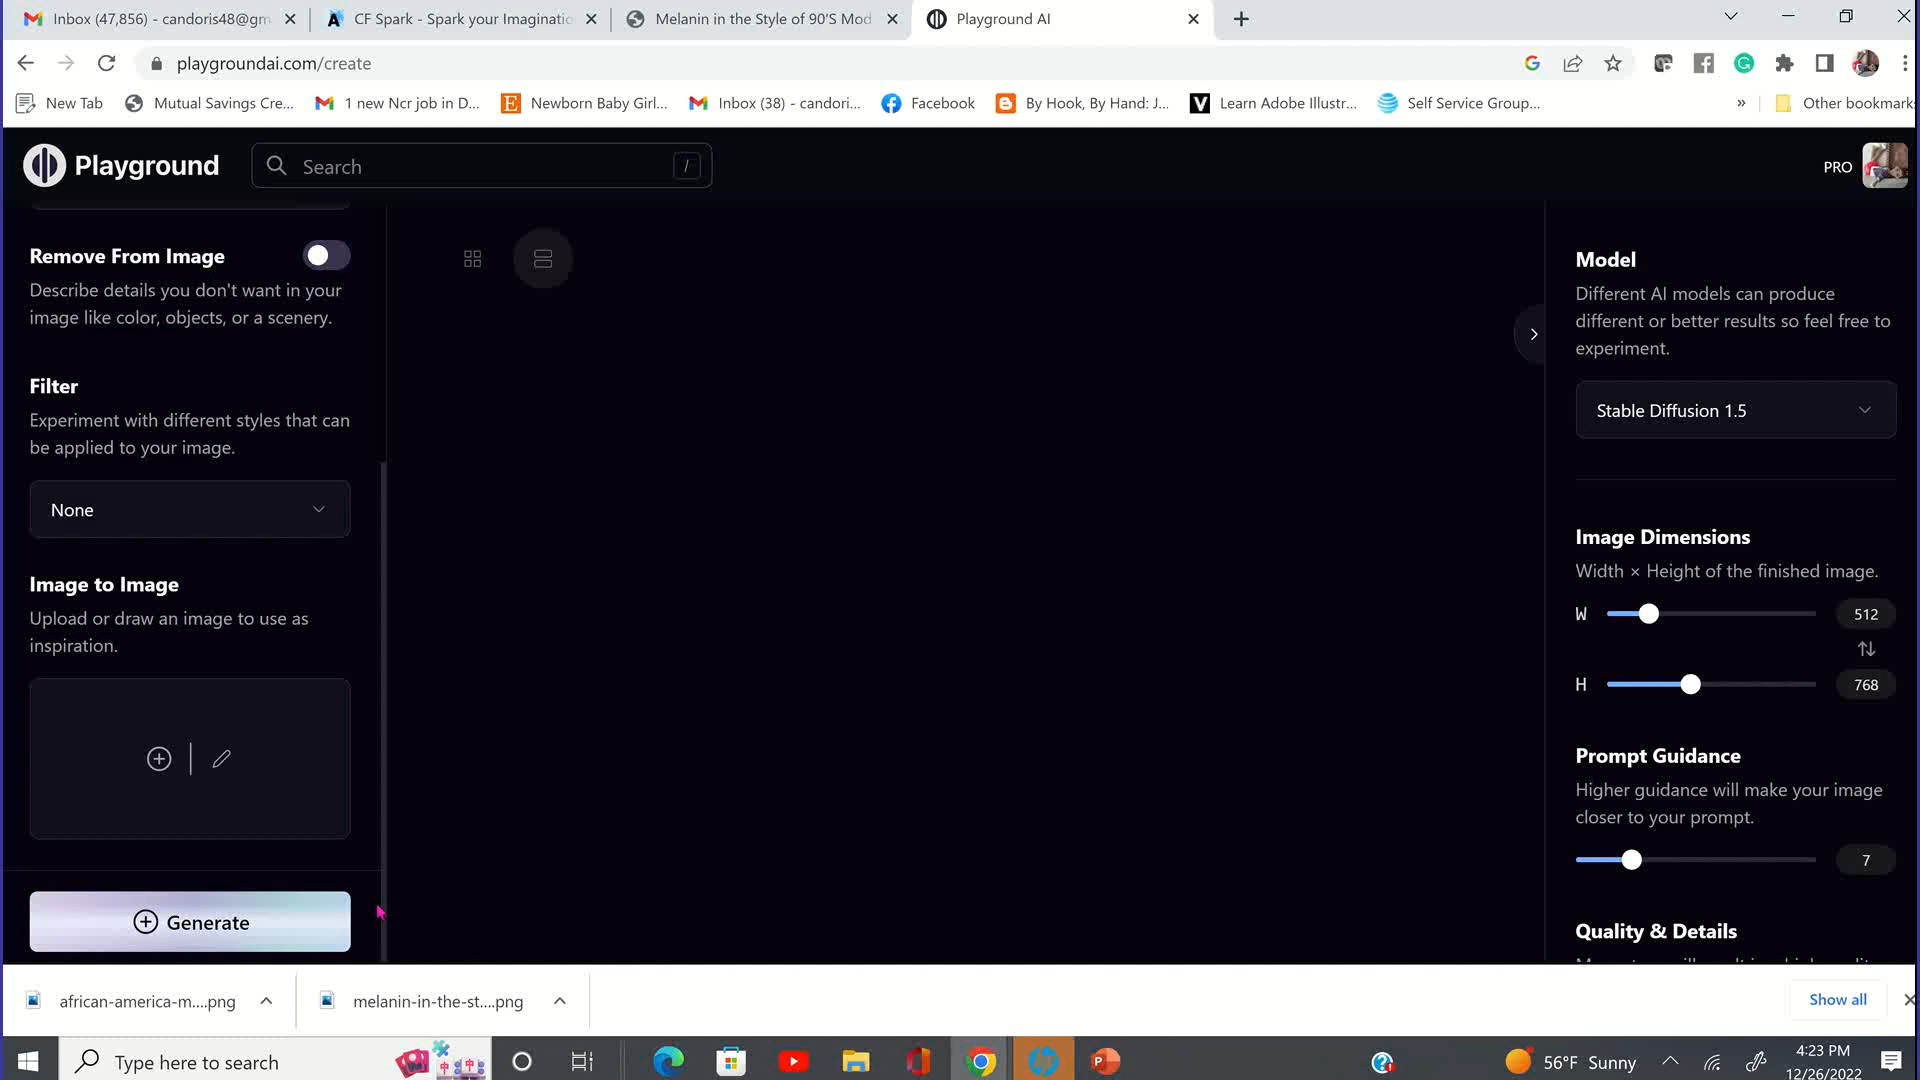 Inbox (47,856) - candoris48@gm
CF Spark - Spark your Imaginatio
Melanin in the Style of 90'S Mod
Playground AI
playgroundai.com/create
New Tab
Mutual Savings Cre...
1 new Ncr job in D...
Newborn Baby Girl...
Inbox (38) - candori...
Facebook
By Hook, By Hand: J...
Learn Adobe Illustr...
Self Service Group...
»
Other bookmarks
Playground
Search
/
PRO
Remove From Image
Describe details you don't want in your
image like color, objects, or a scenery.
Filter
Experiment with different styles that can
be applied to your image.
None
Image to Image
Upload or draw an image to use as
inspiration.
Generate
Model
Different AI models can produce
different or better results so feel free to
experiment.
Stable Diffusion 1.5
Image Dimensions
Width × Height of the finished image.
W
512
H
768
Prompt Guidance
Higher guidance will make your image
closer to your prompt.
7
Quality & Details
african-america-m....png
melanin-in-the-st....png
Show all
Type here to search
56°F Sunny
4:23 PM
12/26/2022